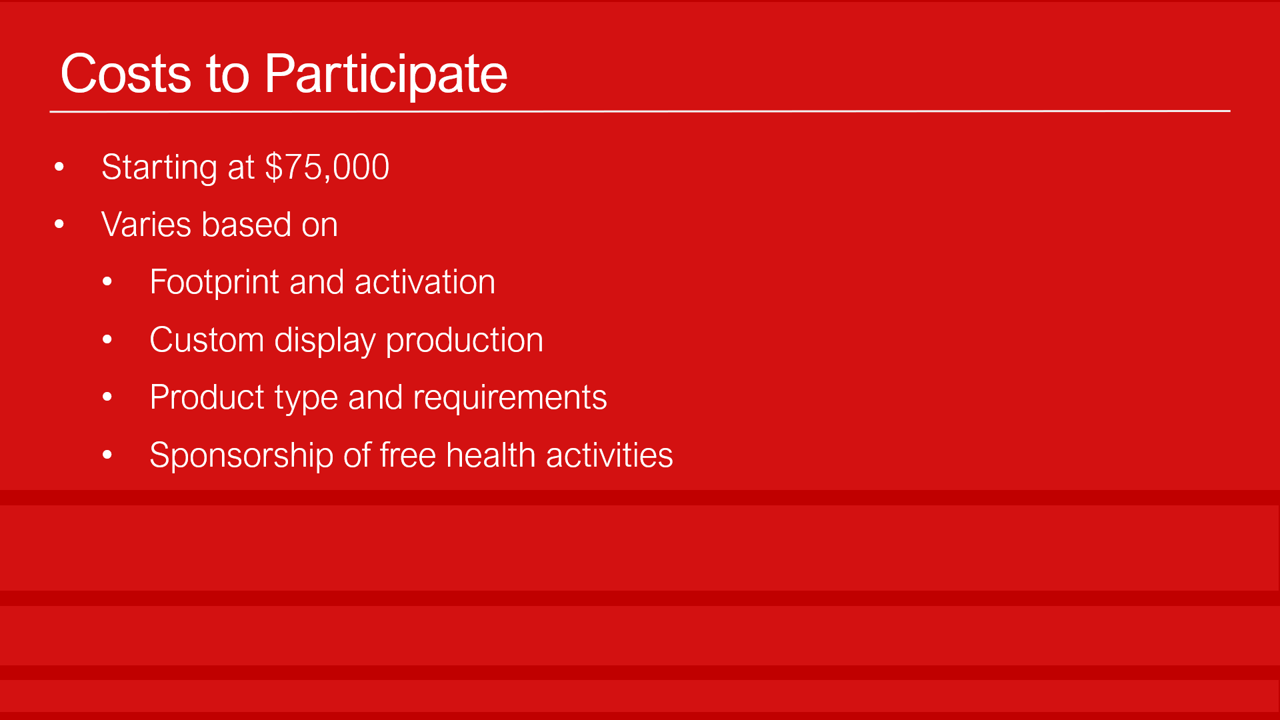 Costs to Participate
• Starting at $75,000
• Varies based on
• Footprint and activation
• Custom display production
• Product type and requirements
• Sponsorship of free health activities